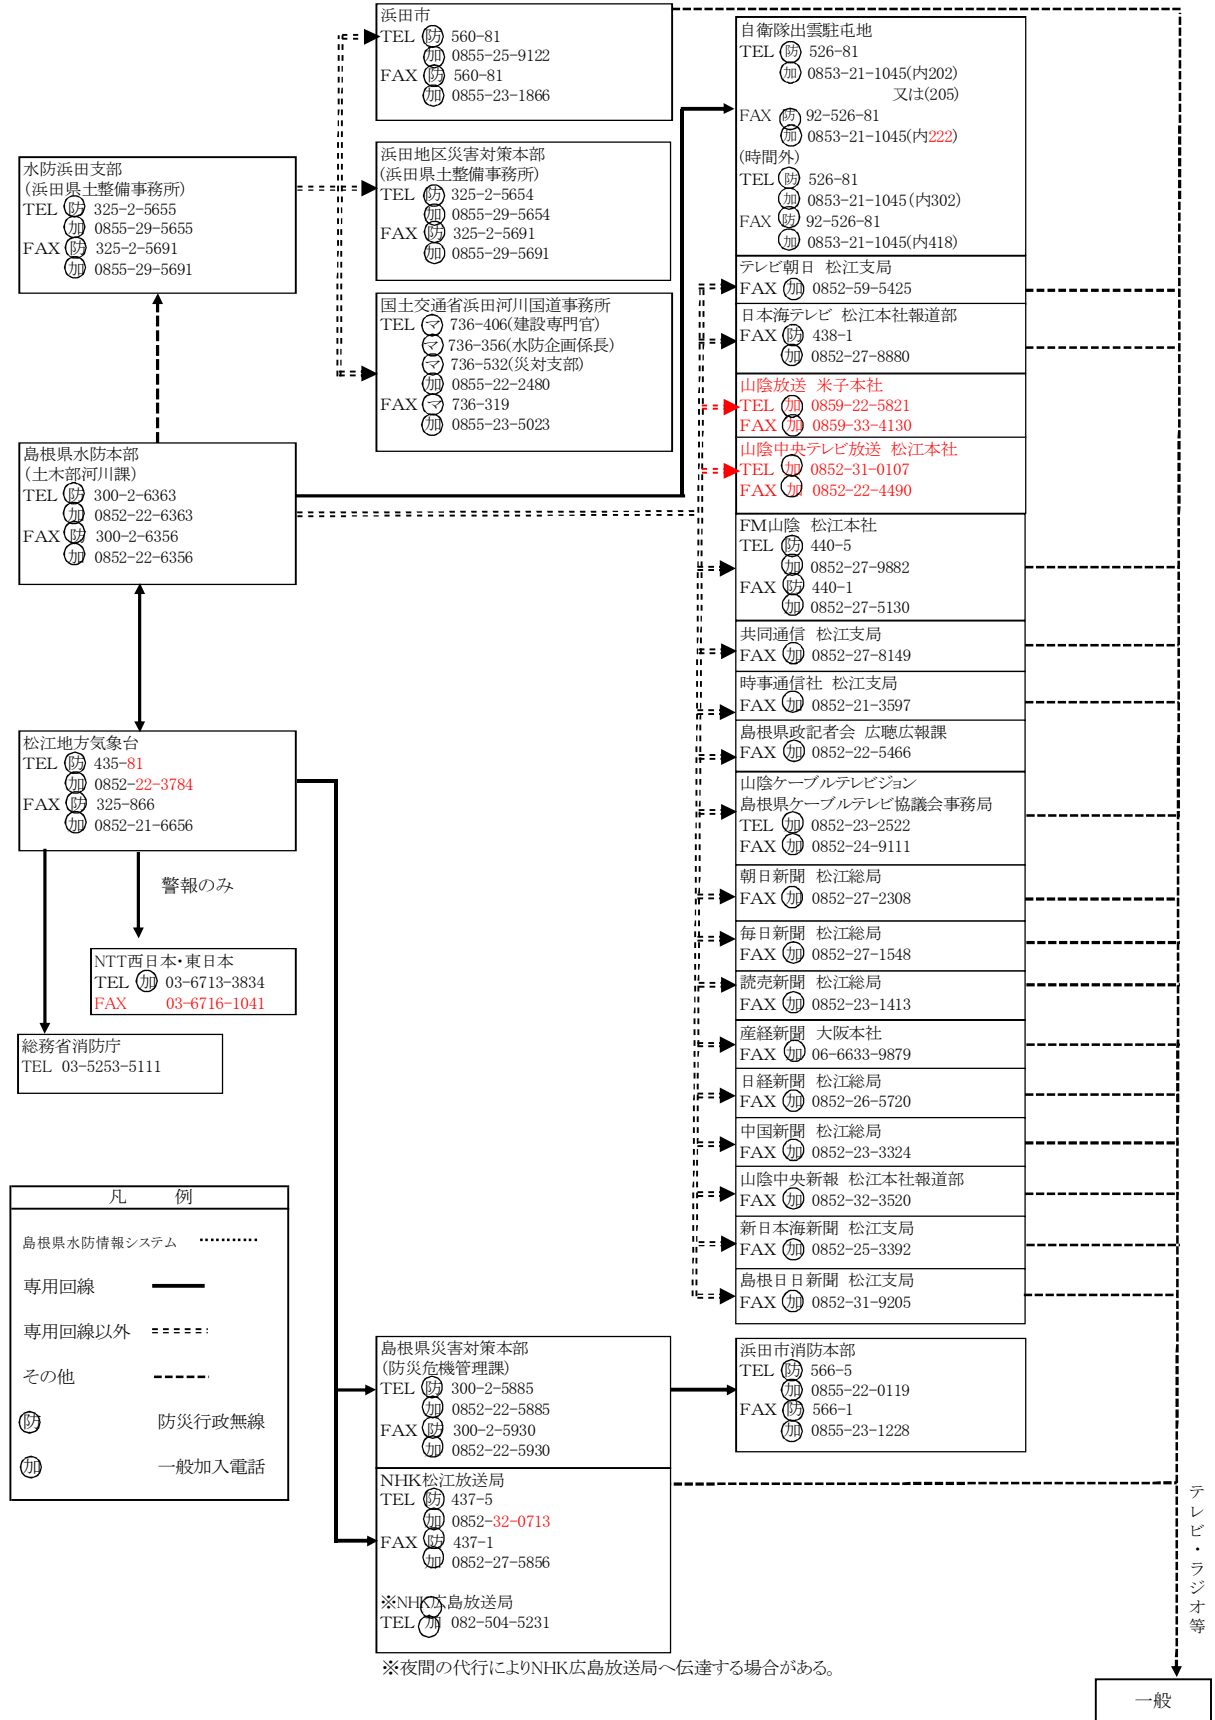 浜田市
TEL 防 560-81
加 0855-25-9122
FAX 防 560-81
加 0855-23-1866
浜田地区災害対策本部
(浜田県土整備事務所)
TEL 防 325-2-5654
加 0855-29-5654
FAX 防 325-2-5691
加 0855-29-5691
国土交通省浜田河川国道事務所
TEL マ 736-406(建設専門官)
マ 736-356(水防企画係長)
マ 736-532(災対支部)
加 0855-22-2480
FAX マ 736-319
加 0855-23-5023
水防浜田支部
(浜田県土整備事務所)
TEL 防 325-2-5655
加 0855-29-5655
FAX 防 325-2-5691
加 0855-29-5691
島根県水防本部
(土木部河川課)
TEL 防 300-2-6363
加 0852-22-6363
FAX 防 300-2-6356
加 0852-22-6356
松江地方気象台
TEL 防 435-81
加 0852-22-3784
FAX 防 325-866
加 0852-21-6656
警報のみ
NTT西日本・東日本
TEL 加 03-6713-3834
FAX 03-6716-1041
総務省消防庁
TEL 03-5253-5111
自衛隊出雲駐屯地
TEL 防 526-81
加 0853-21-1045(内202)
又は(205)
FAX 防 92-526-81
加 0853-21-1045(内222)
(時間外)
TEL 防 526-81
加 0853-21-1045(内302)
FAX 防 92-526-81
加 0853-21-1045(内418)
テレビ朝日 松江支局
FAX 加 0852-59-5425
日本海テレビ 松江本社報道部
FAX 防 438-1
加 0852-27-8880
山陰放送 米子本社
TEL 加 0859-22-5821
FAX 加 0859-33-4130
山陰中央テレビ放送 松江本社
TEL 加 0852-31-0107
FAX 加 0852-22-4490
FM山陰 松江本社
TEL 防 440-5
加 0852-27-9882
FAX 防 440-1
加 0852-27-5130
共同通信 松江支局
FAX 加 0852-27-8149
時事通信社 松江支局
FAX 加 0852-21-3597
島根県政記者会 広聴広報課
FAX 加 0852-22-5466
山陰ケーブルテレビジョン
島根県ケーブルテレビ協議会事務局
TEL 加 0852-23-2522
FAX 加 0852-24-9111
朝日新聞 松江総局
FAX 加 0852-27-2308
毎日新聞 松江総局
FAX 加 0852-27-1548
読売新聞 松江総局
FAX 加 0852-23-1413
産経新聞 大阪本社
FAX 加 06-6633-9879
日経新聞 松江総局
FAX 加 0852-26-5720
中国新聞 松江総局
FAX 加 0852-23-3324
山陰中央新報 松江本社報道部
FAX 加 0852-32-3520
新日本海新聞 松江支局
FAX 加 0852-25-3392
島根日日新聞 松江支局
FAX 加 0852-31-9205
凡 例
島根県水防情報システム
専用回線
専用回線以外
その他
防 防災行政無線
加 一般加入電話
島根県災害対策本部
(防災危機管理課)
TEL 防 300-2-5885
加 0852-22-5885
FAX 防 300-2-5930
加 0852-22-5930
浜田市消防本部
TEL 防 566-5
加 0855-22-0119
FAX 防 566-1
加 0855-23-1228
NHK松江放送局
TEL 防 437-5
加 0852-32-0713
FAX 防 437-1
加 0852-27-5856
※NHK広島放送局
TEL 加 082-504-5231
※夜間の代行によりNHK広島放送局へ伝達する場合がある。
テレビ・ラジオ等
一般